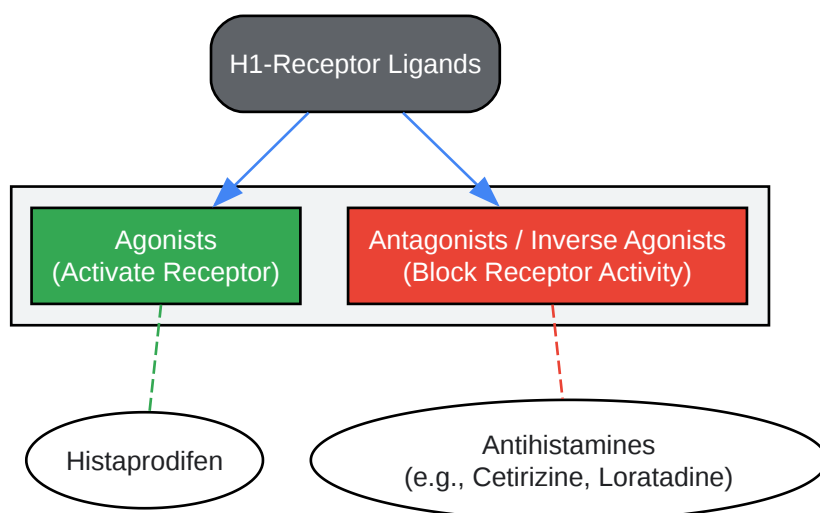 H1-Receptor Ligands
Agonists
(Activate Receptor)
Antagonists / Inverse Agonists
(Block Receptor Activity)
Histaprodifen
Antihistamines
(e.g., Cetirizine, Loratadine)